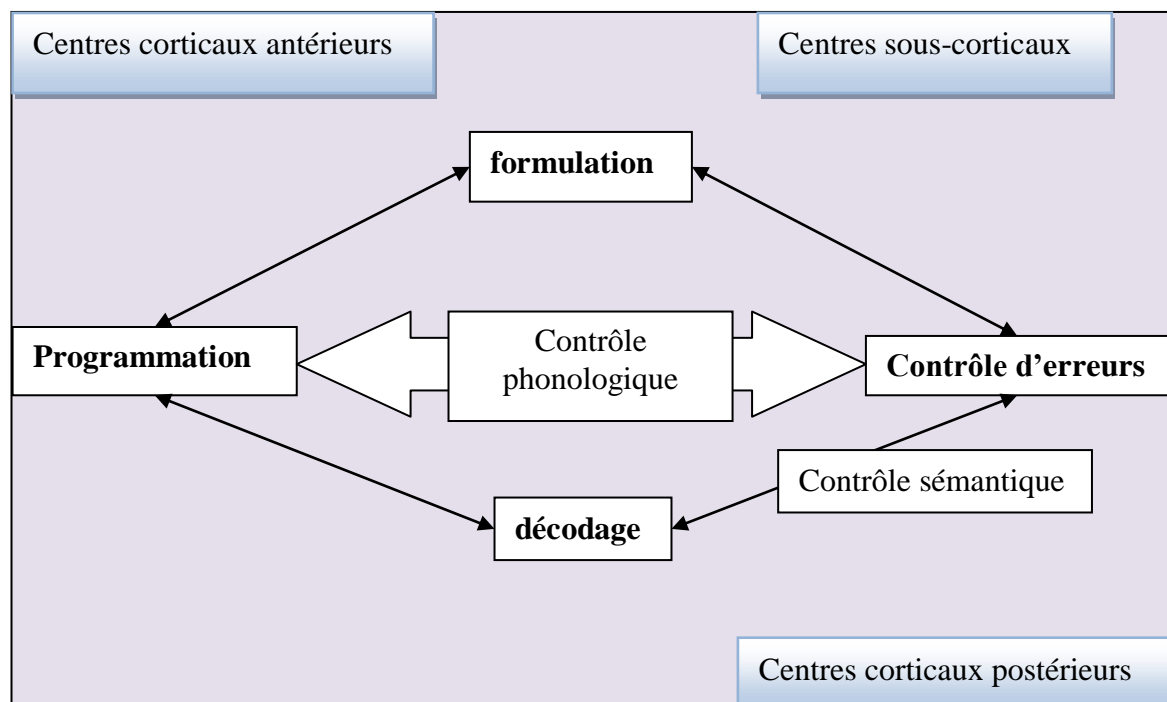 Centres corticaux antérieurs
Centres sous-corticaux
formulation
Programmation
Contrôle
phonologique
Contrôle d’erreurs
Contrôle sémantique
décodage
Centres corticaux postérieurs